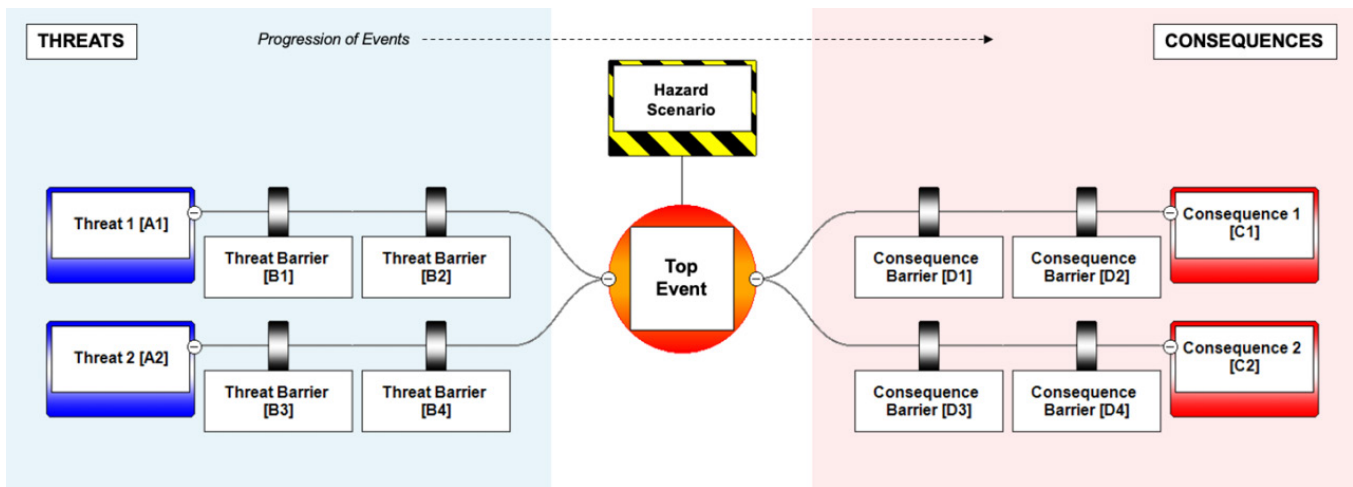 THREATS
Progression of Events
CONSEQUENCES
Hazard
Scenario
Threat 1 [A1]
Threat Barrier
[B1]
Threat Barrier
[B2]
Top
Event
Consequence
Barrier [D1]
Consequence
Barrier [D2]
Consequence 1
[C1]
Threat 2 [A2]
Threat Barrier
[B3]
Threat Barrier
[B4]
Consequence
Barrier [D3]
Consequence
Barrier [D4]
Consequence 2
[C2]